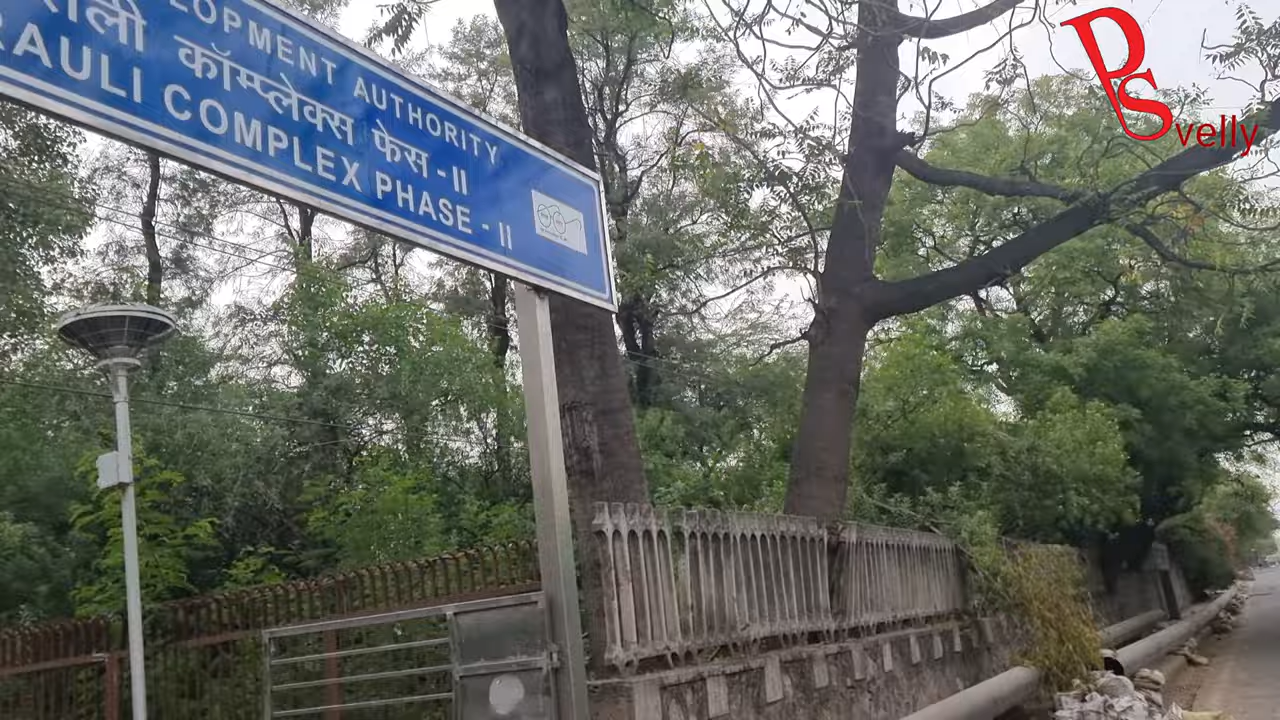 LOPMENT AUTHORITY
ाली कॉम्प्लेक्स फेस -II
RAULI COMPLEX PHASE - II
PS
velly